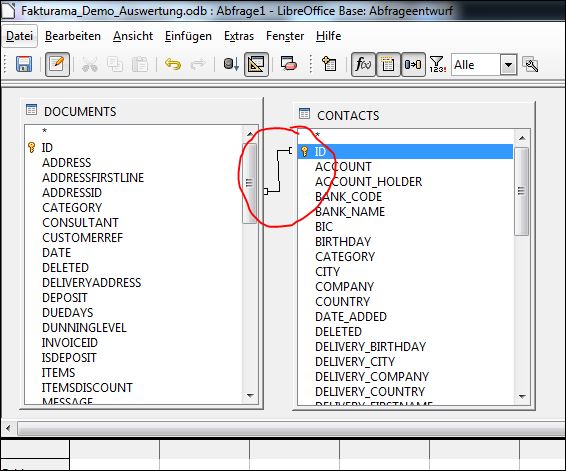 Fakturama_Demo_Auswertung.odb : Abfrage1 - LibreOffice Base: Abfrageentwurf
Datei Bearbeiten Ansicht Einfügen Extras Fenster Hilfe
f(x) 123! Alle
DOCUMENTS
*
ID
ADDRESS
ADDRESSFIRSTLINE
ADDRESSID
CATEGORY
CONSULTANT
CUSTOMERREF
DATE
DELETED
DELIVERYADDRESS
DEPOSIT
DUEDAYS
DUNNINGLEVEL
INVOICEID
ISDEPOSIT
ITEMS
ITEMSDISCOUNT
MESSAGE
CONTACTS
*
ID
ACCOUNT
ACCOUNT_HOLDER
BANK_CODE
BANK_NAME
BIC
BIRTHDAY
CATEGORY
CITY
COMPANY
COUNTRY
DATE_ADDED
DELETED
DELIVERY_BIRTHDAY
DELIVERY_CITY
DELIVERY_COMPANY
DELIVERY_COUNTRY
DELIVERY_FIRSTNAME